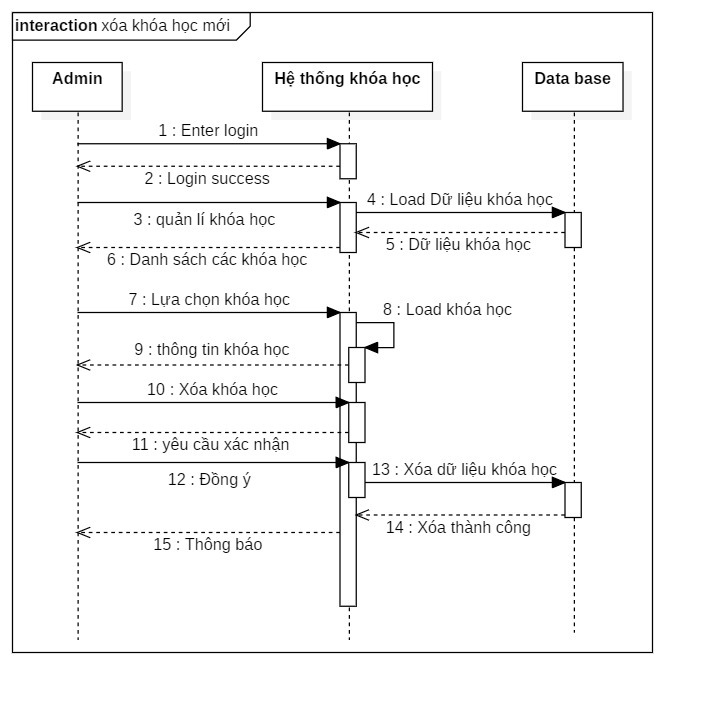 interaction xóa khóa học mới
Admin
Hệ thống khóa học
Data base
1 : Enter login
2 : Login success
3 : quản lí khóa học
4 : Load Dữ liệu khóa học
5 : Dữ liệu khóa học
6 : Danh sách các khóa học
7 : Lựa chọn khóa học
8 : Load khóa học
9 : thông tin khóa học
10 : Xóa khóa học
11 : yêu cầu xác nhận
12 : Đồng ý
13 : Xóa dữ liệu khóa học
14 : Xóa thành công
15 : Thông báo